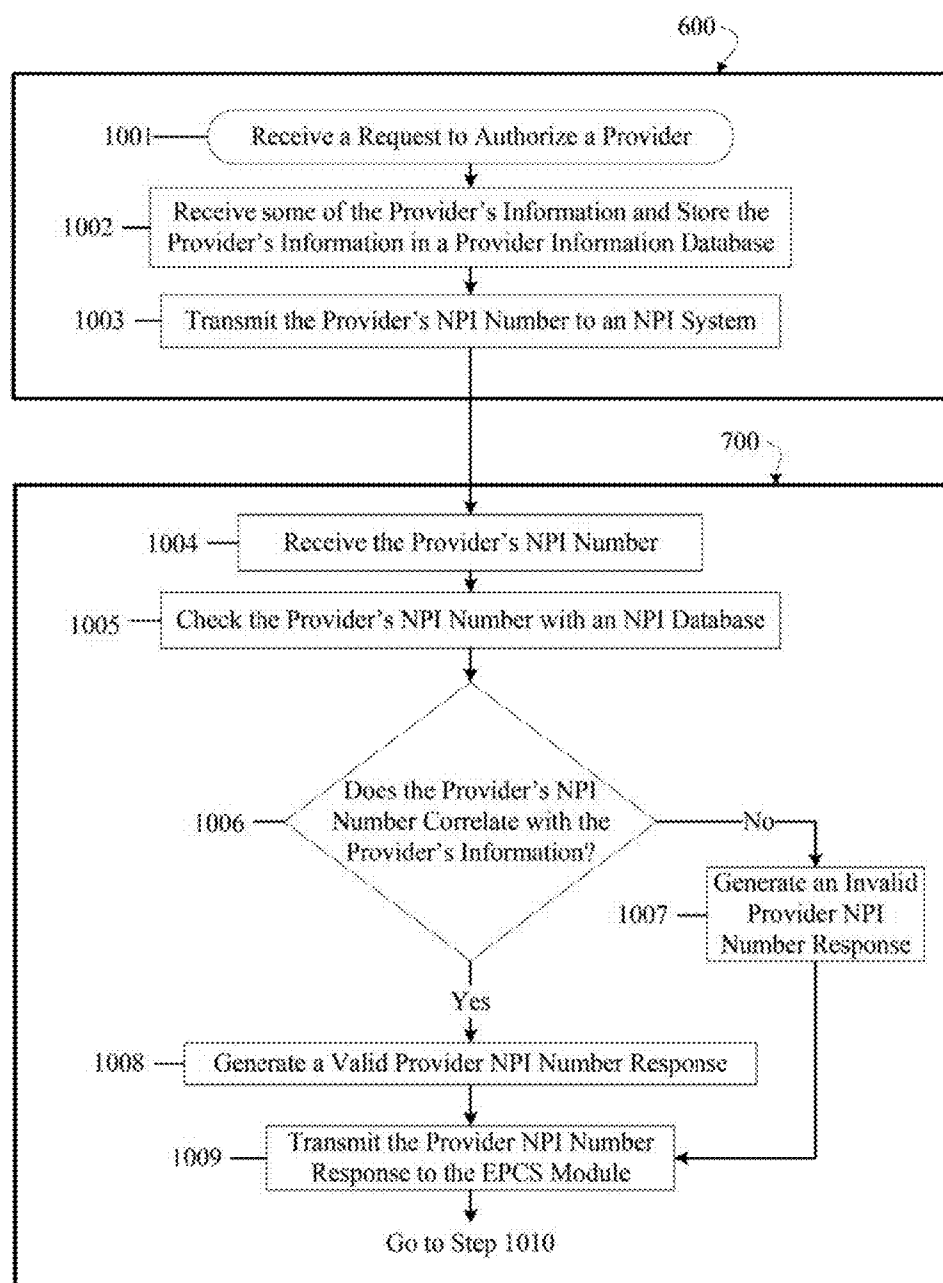 600
1001
Receive a Request to Authorize a Provider
1002
Receive some of the Provider's Information and Store the
Provider's Information in a Provider Information Database
1003
Transmit the Provider's NPI Number to an NPI System
700
1004
Receive the Provider's NPI Number
1005
Check the Provider's NPI Number with an NPI Database
1006
Does the Provider's NPI
Number Correlate with the
Provider's Information?
No
1007
Generate an Invalid
Provider NPI
Number Response
Yes
1008
Generate a Valid Provider NPI Number Response
1009
Transmit the Provider NPI Number
Response to the EPCS Module
Go to Step 1010